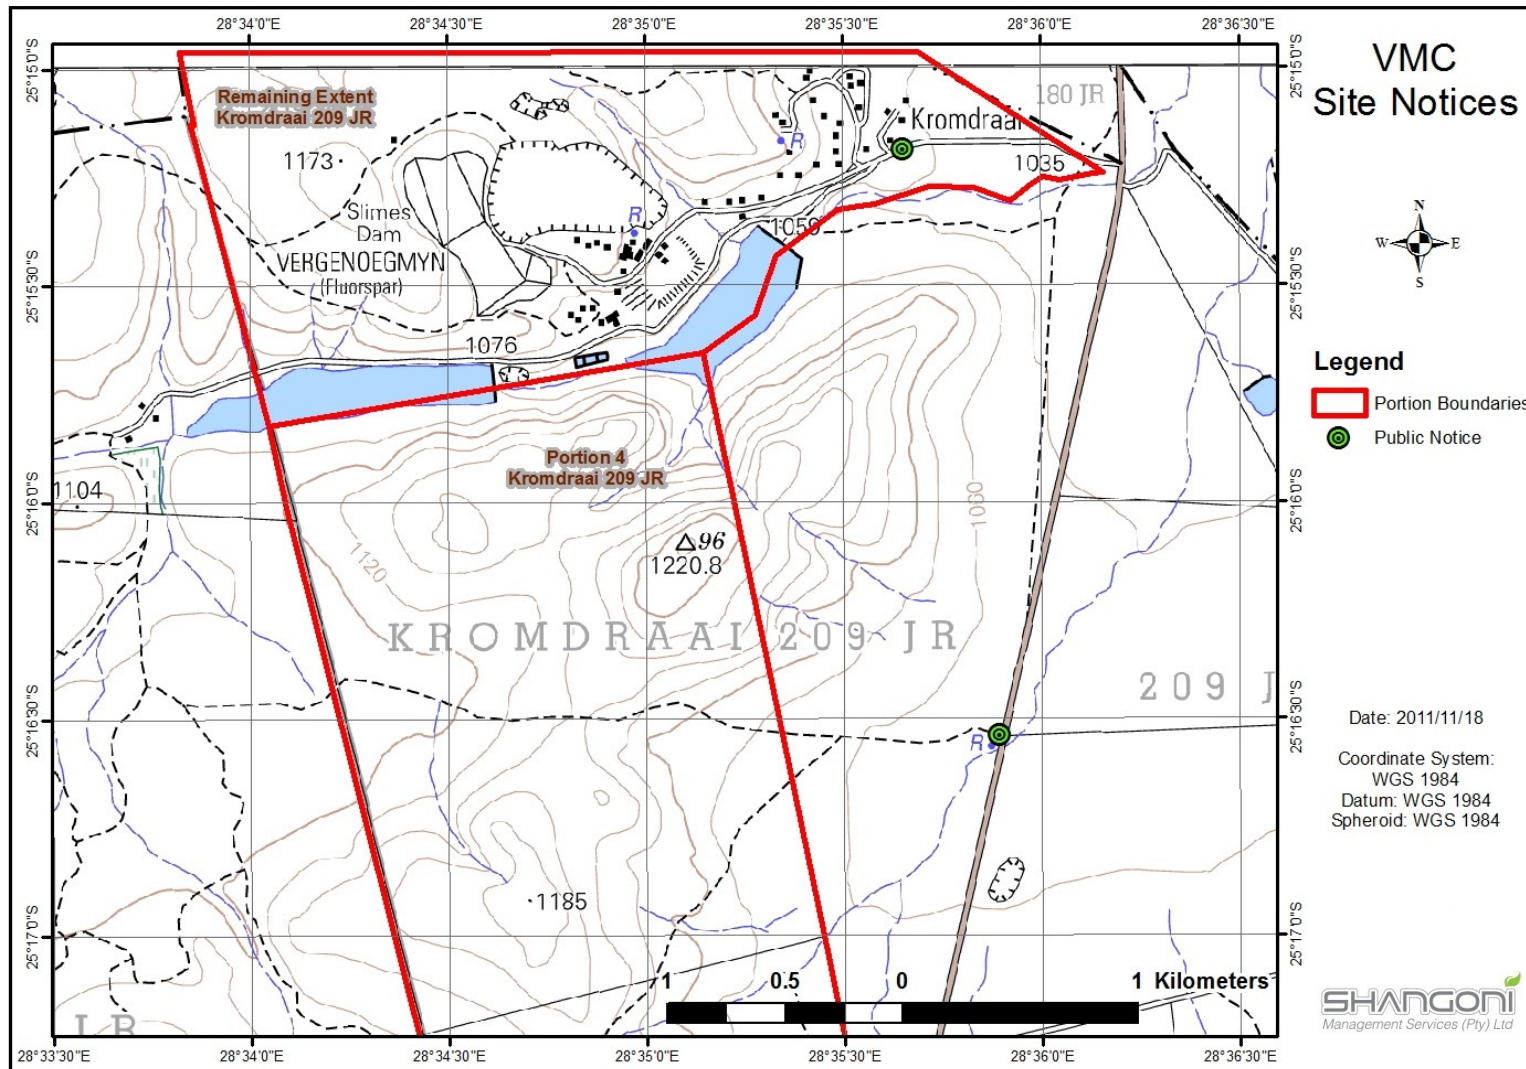 28°34'0"E
28°34'30"E
28°35'0"E
28°35'30"E
28°36'0"E
28°36'30"E
VMC
Site Notices
25°15'0"S
25°15'0"S
Remaining Extent
Kromdraai 209 JR
180 JR
Kromdraai
R
1173
1035
Slimes
Dam
R
1059
VERGENOEGMYN
(Fluorspar)
N
W
E
S
25°15'30"S
25°15'30"S
1076
Legend
Portion Boundaries
Public Notice
Portion 4
Kromdraai 209 JR
1104
1060
25°16'0"S
25°16'0"S
96
1220.8
1120
KROMDRAAI 209 JR
209 J
25°16'30"S
25°16'30"S
R
Date: 2011/11/18
Coordinate System:
WGS 1984
Datum: WGS 1984
Spheroid: WGS 1984
1185
25°17'0"S
25°17'0"S
1
0.5
0
1 Kilometers
JR
SHANGONI
Management Services (Pty) Ltd
28°33'30"E
28°34'0"E
28°34'30"E
28°35'0"E
28°35'30"E
28°36'0"E
28°36'30"E